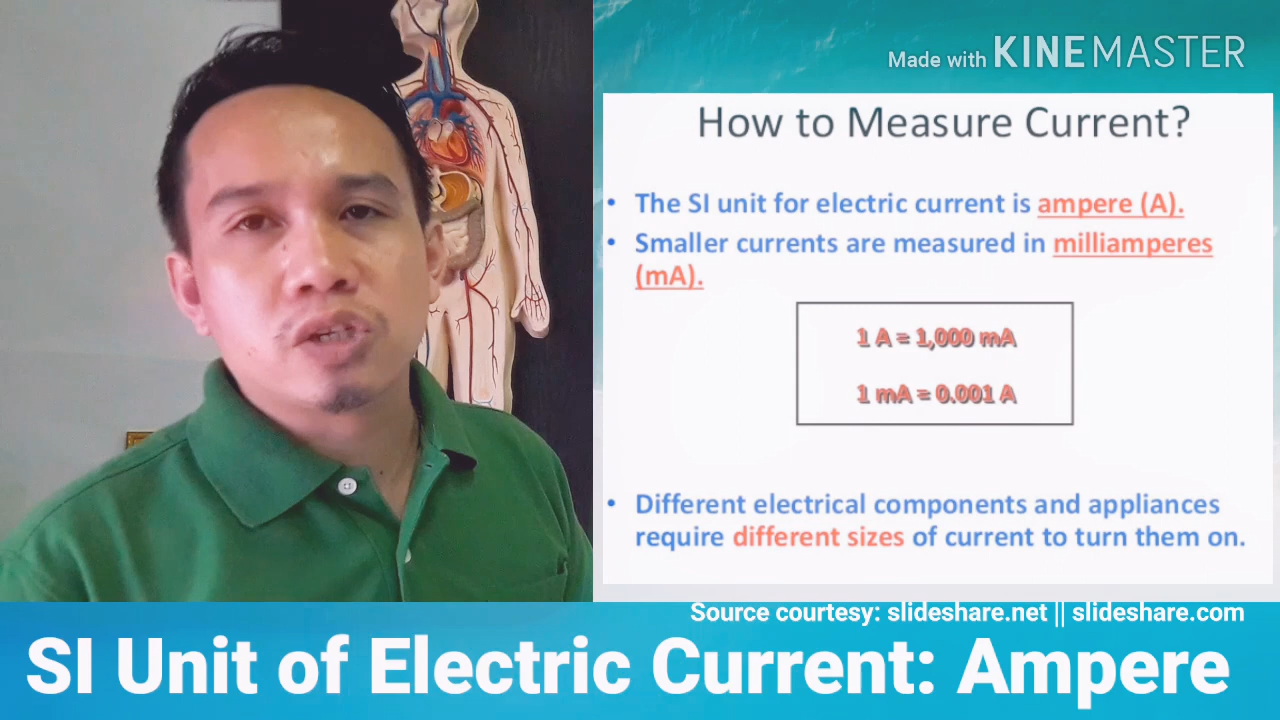 Made with KINEMASTER
How to Measure Current?
• The SI unit for electric current is ampere (A).
• Smaller currents are measured in milliamperes
(mA).
1 A = 1,000 mA
1 mA = 0.001 A
• Different electrical components and appliances
require different sizes of current to turn them on.
Source courtesy: slideshare.net || slideshare.com
SI Unit of Electric Current: Ampere